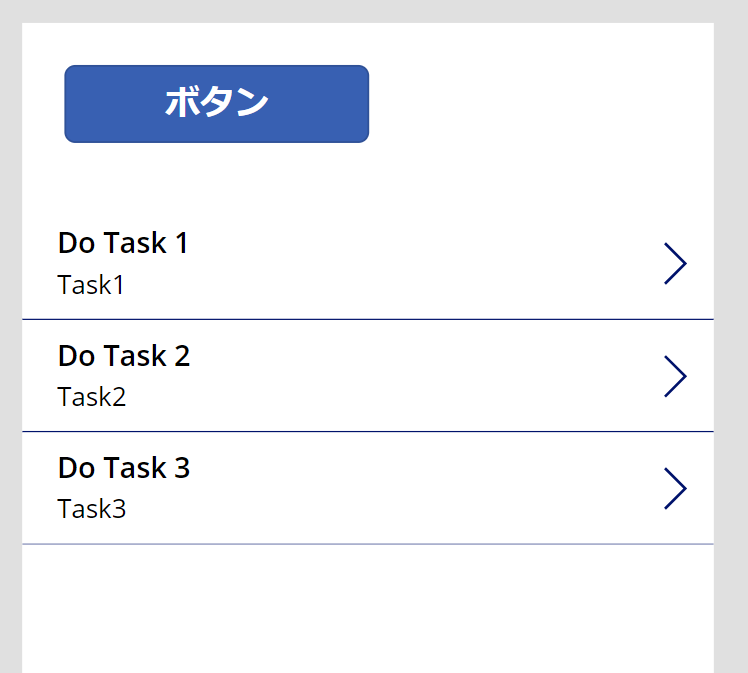 ボタン
Do Task 1
Task1
Do Task 2
Task2
Do Task 3
Task3